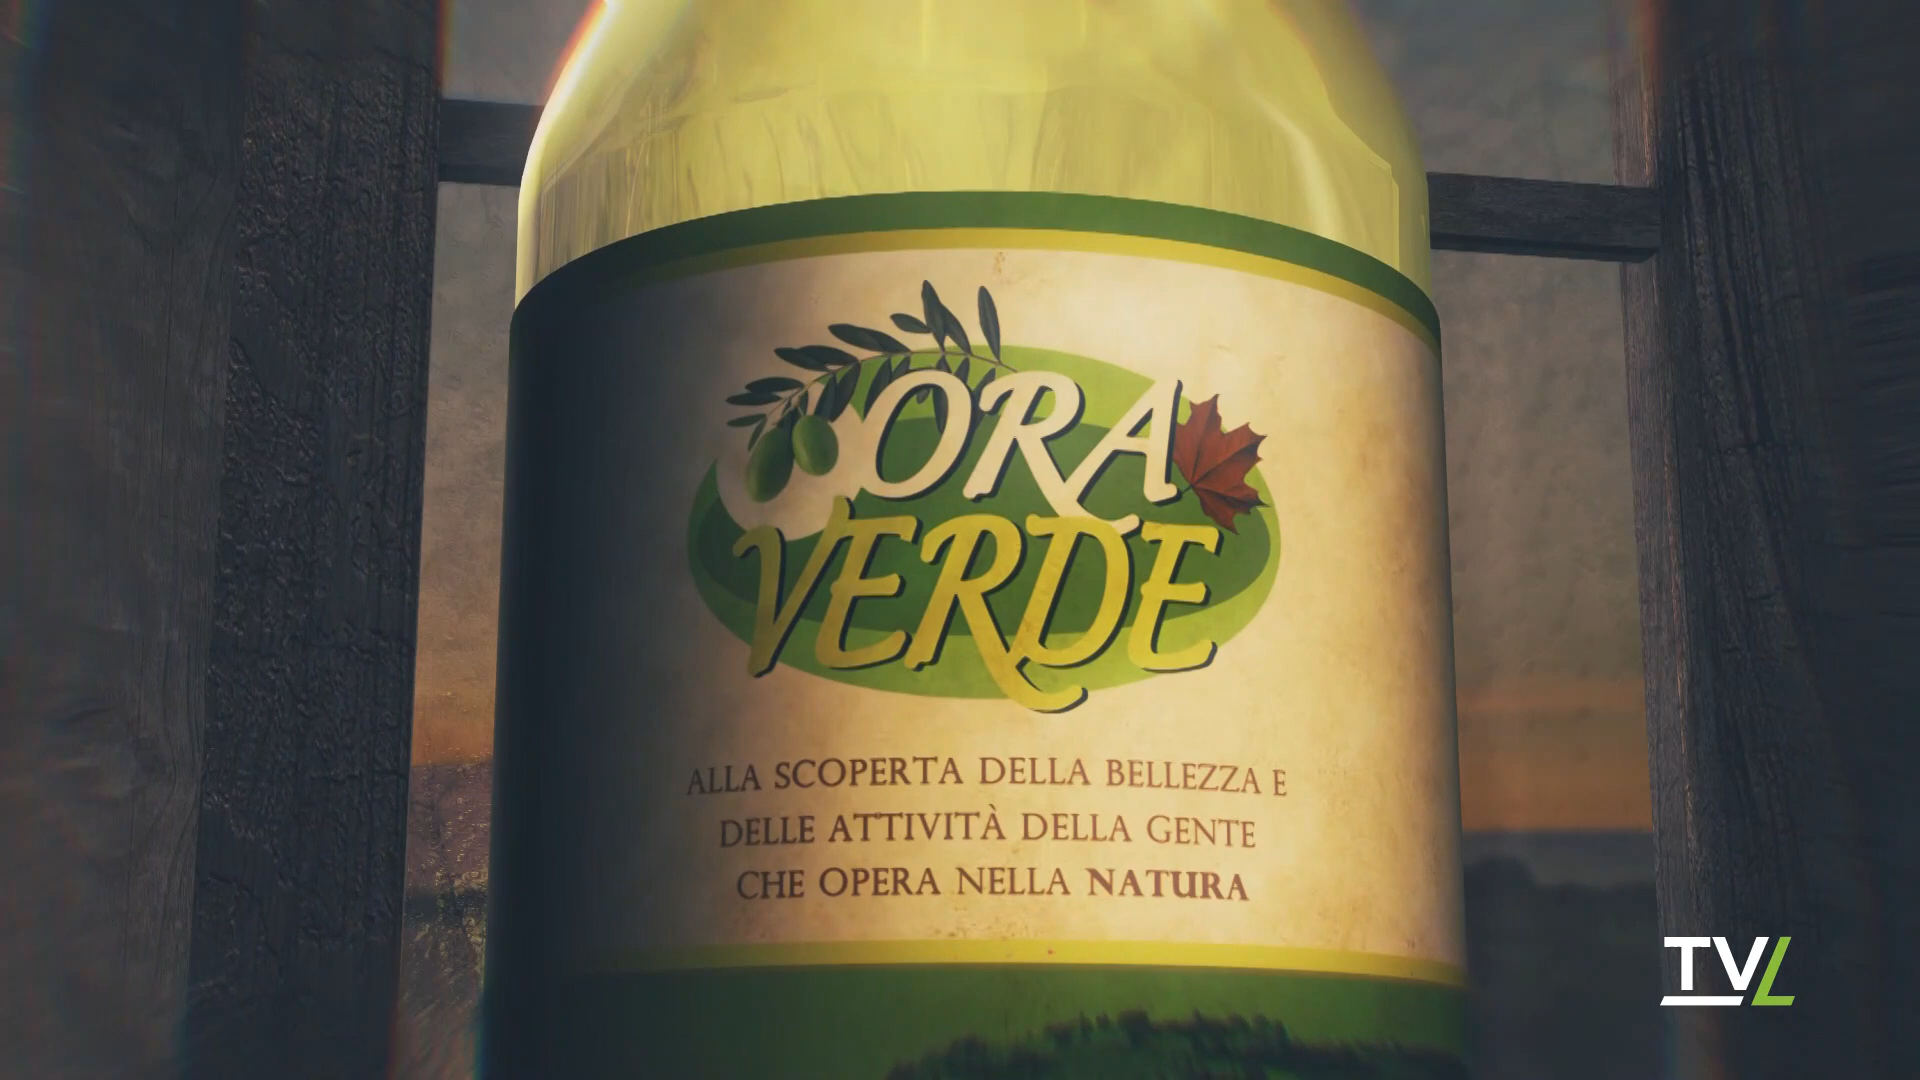 ORA
VERDE
ALLA SCOPERTA DELLA BELLEZZA E
DELLE ATTIVITÀ DELLA GENTE
CHE OPERA NELLA NATURA
TVL